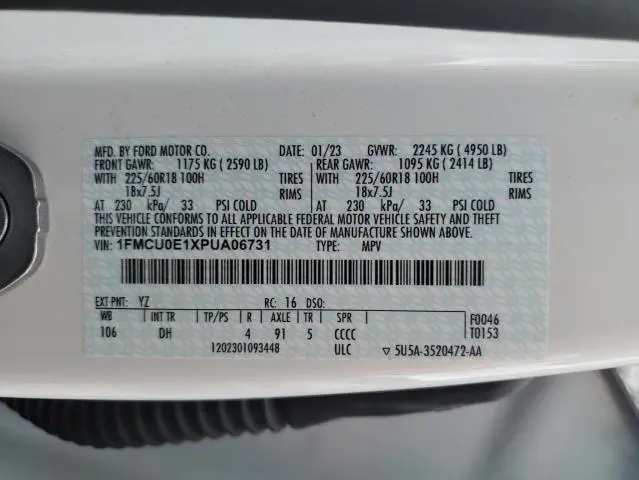 MFD. BY FORD MOTOR CO. DATE: 01/23 GVWR: 2245 KG ( 4950 LB)
FRONT GAWR: 1175 KG ( 2590 LB) REAR GAWR: 1095 KG ( 2414 LB)
WITH 225/60R18 100H TIRES WITH 225/60R18 100H TIRES
18x7.5J RIMS 18x7.5J RIMS
AT 230 kPa/ 33 PSI COLD AT 230 kPa/ 33 PSI COLD
THIS VEHICLE CONFORMS TO ALL APPLICABLE FEDERAL MOTOR VEHICLE SAFETY AND THEFT
PREVENTION STANDARDS IN EFFECT ON THE DATE OF MANUFACTURE SHOWN ABOVE.
VIN: 1FMCU0E1XPUA06731 TYPE: MPV
EXT PNT: YZ RC: 16 DSO:
WB INT TR TP/PS R AXLE TR SPR F0046
106 DH 4 91 5 CCCC T0153
1202301093448 ULC ▽ 5U5A-3520472-AA